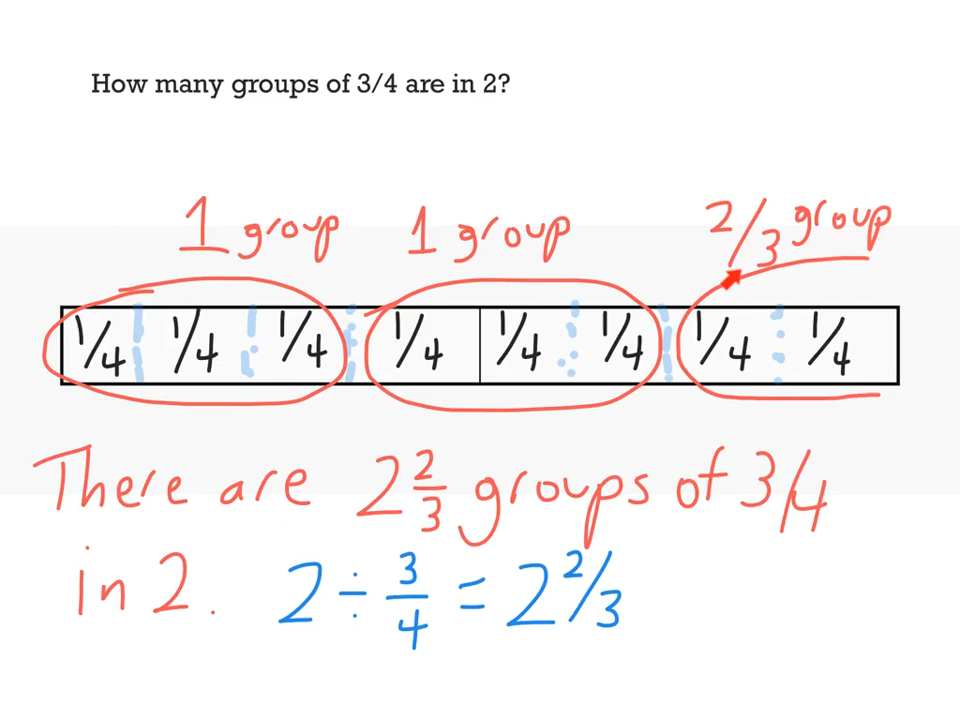 How many groups of 3/4 are in 2?
1 group 1 group 2/3 group
1/4 1/4 1/4 1/4 1/4 1/4 1/4 1/4
There are 2 2/3 groups of 3/4
in 2. 2 ÷ 3/4 = 2 2/3